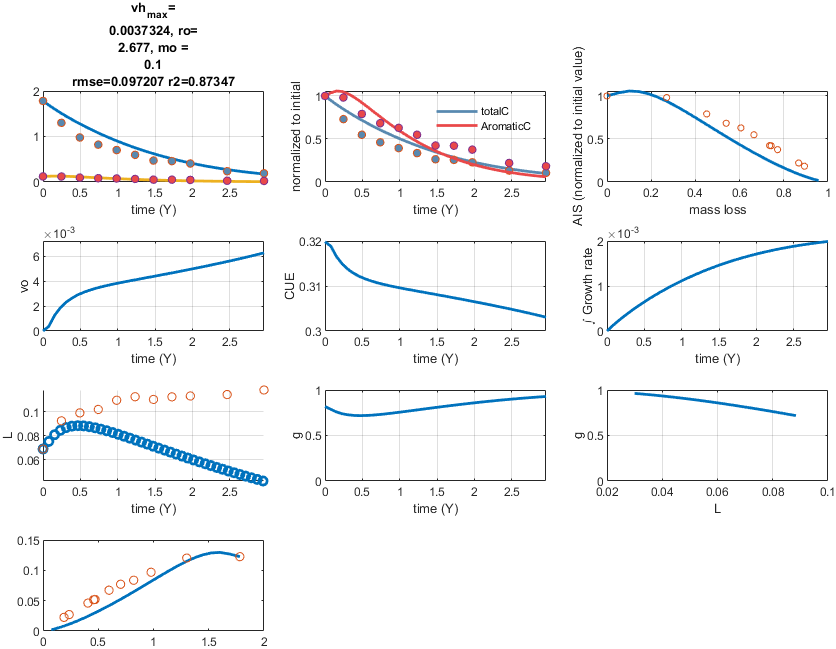 vh_max=
0.0037324, ro=
2.677, mo =
0.1
rmse=0.097207 r2=0.87347
2
1
0
0 0.5 1 1.5 2 2.5
time (Y)
normalized to initial
1
0.5
0
totalC
AromaticC
0 0.5 1 1.5 2 2.5
time (Y)
AIS (normalized to initial value)
1
0.5
0
0 0.2 0.4 0.6 0.8 1
mass loss
×10^-3
vo
6
4
2
0
0 0.5 1 1.5 2 2.5
time (Y)
CUE
0.32
0.31
0.3
0 0.5 1 1.5 2 2.5
time (Y)
×10^-3
∫ Growth rate
2
1
0
0 0.5 1 1.5 2 2.5
time (Y)
L
0.1
0.08
0.06
0 0.5 1 1.5 2 2.5
time (Y)
g
1
0.5
0
0 0.5 1 1.5 2 2.5
time (Y)
g
1
0.5
0
0.02 0.04 0.06 0.08 0.1
L
0.15
0.1
0.05
0
0 0.5 1 1.5 2